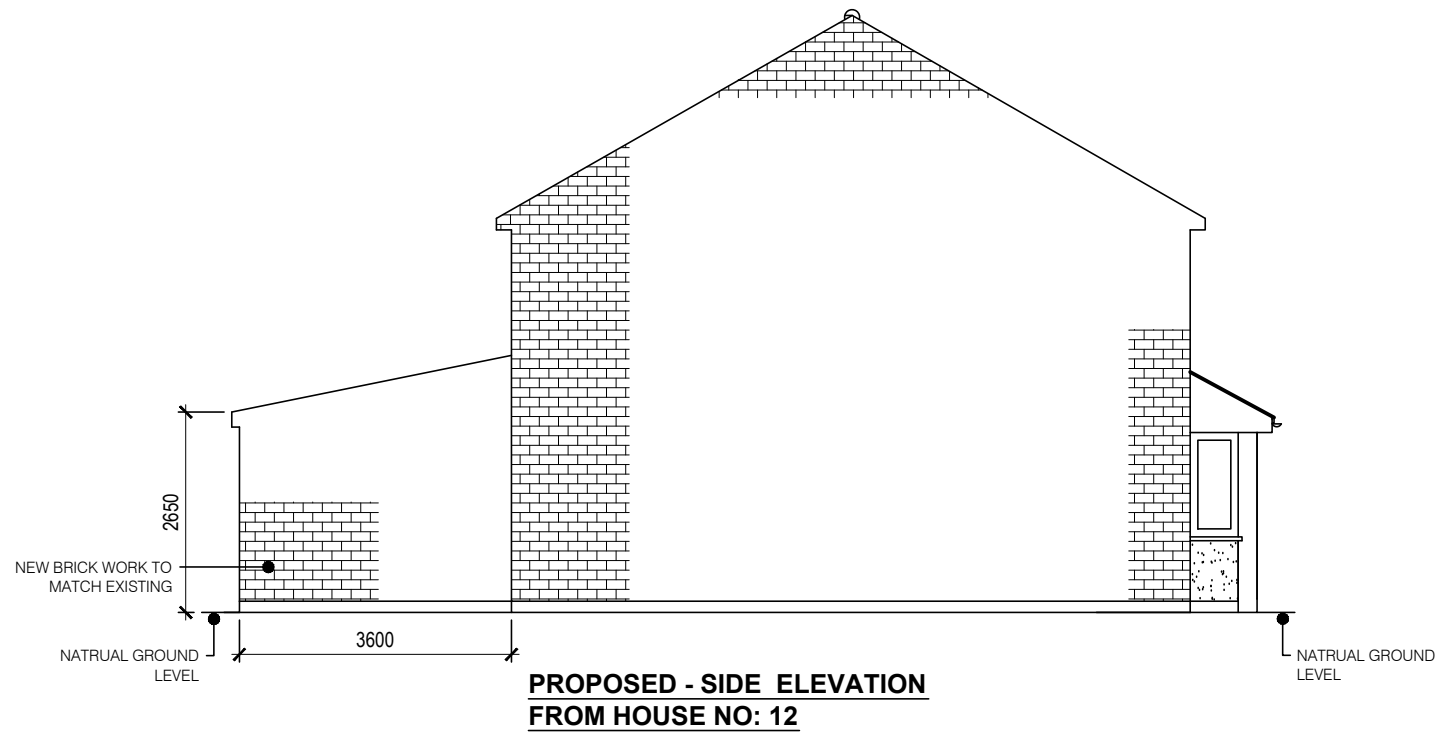 2650
NEW BRICK WORK TO
MATCH EXISTING
NATRUAL GROUND
LEVEL
3600
NATRUAL GROUND
LEVEL
PROPOSED - SIDE ELEVATION
FROM HOUSE NO: 12